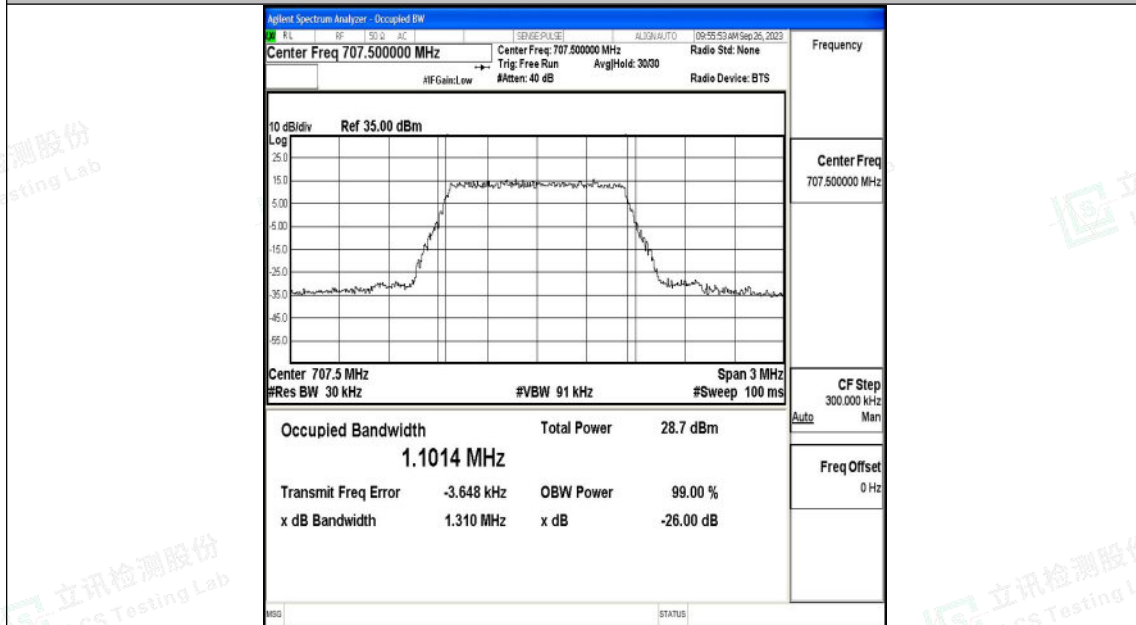 Agilent Spectrum Analyzer - Occupied BW
RL RF 50 Ω AC SENSE:PULSE ALIGNAUTO 09:55:53 AM Sep 26, 2023
Center Freq 707.500000 MHz
Center Freq: 707.500000 MHz
Radio Std: None
Trig: Free Run Avg|Hold: 30/30
#IFGain:Low
#Atten: 40 dB
Radio Device: BTS
10 dB/div Ref 35.00 dBm
Log
25.0
15.0
5.00
-5.00
-15.0
-25.0
-35.0
-45.0
-55.0
Center 707.5 MHz Span 3 MHz
#Res BW 30 kHz #VBW 91 kHz #Sweep 100 ms
Occupied Bandwidth Total Power 28.7 dBm
1.1014 MHz
Transmit Freq Error -3.648 kHz OBW Power 99.00 %
x dB Bandwidth 1.310 MHz x dB -26.00 dB
MSG STATUS
Frequency
Center Freq
707.500000 MHz
CF Step
300.000 kHz
Auto Man
Freq Offset
0 Hz
测股份
esting Lab
立讯检测股份
CS Testing Lab
立
立讯检测股份
CS Testing L